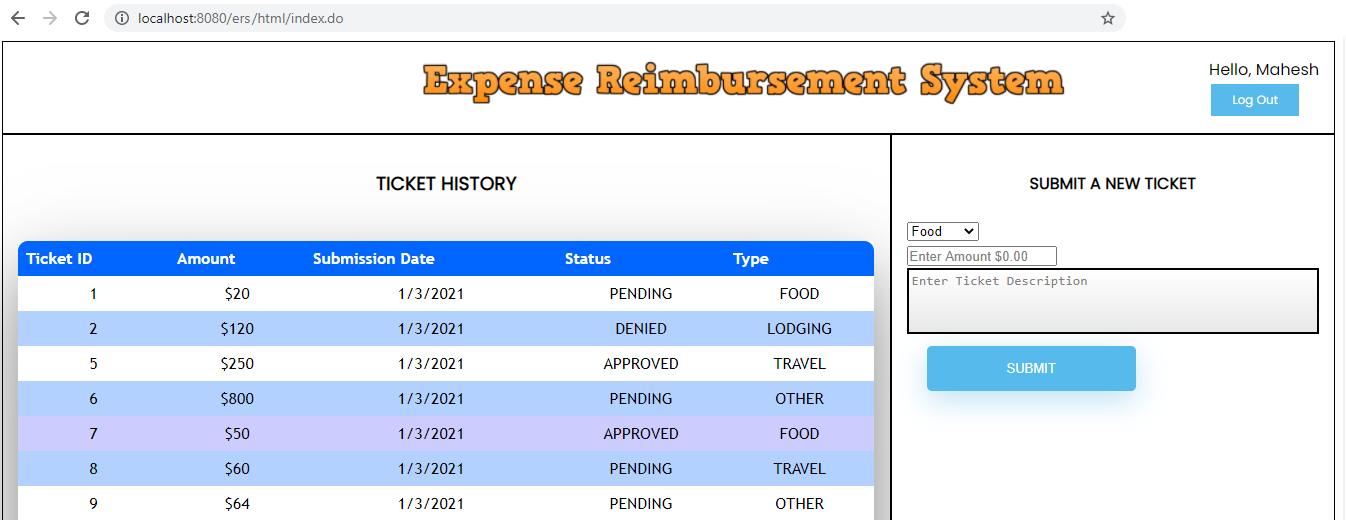 localhost:8080/ers/html/index.do
Expense Reimbursement System
Hello, Mahesh
Log Out
TICKET HISTORY
Ticket ID Amount Submission Date Status Type
1 $20 1/3/2021 PENDING FOOD
2 $120 1/3/2021 DENIED LODGING
5 $250 1/3/2021 APPROVED TRAVEL
6 $800 1/3/2021 PENDING OTHER
7 $50 1/3/2021 APPROVED FOOD
8 $60 1/3/2021 PENDING TRAVEL
9 $64 1/3/2021 PENDING OTHER
SUBMIT A NEW TICKET
Food
Enter Amount $0.00
Enter Ticket Description
SUBMIT